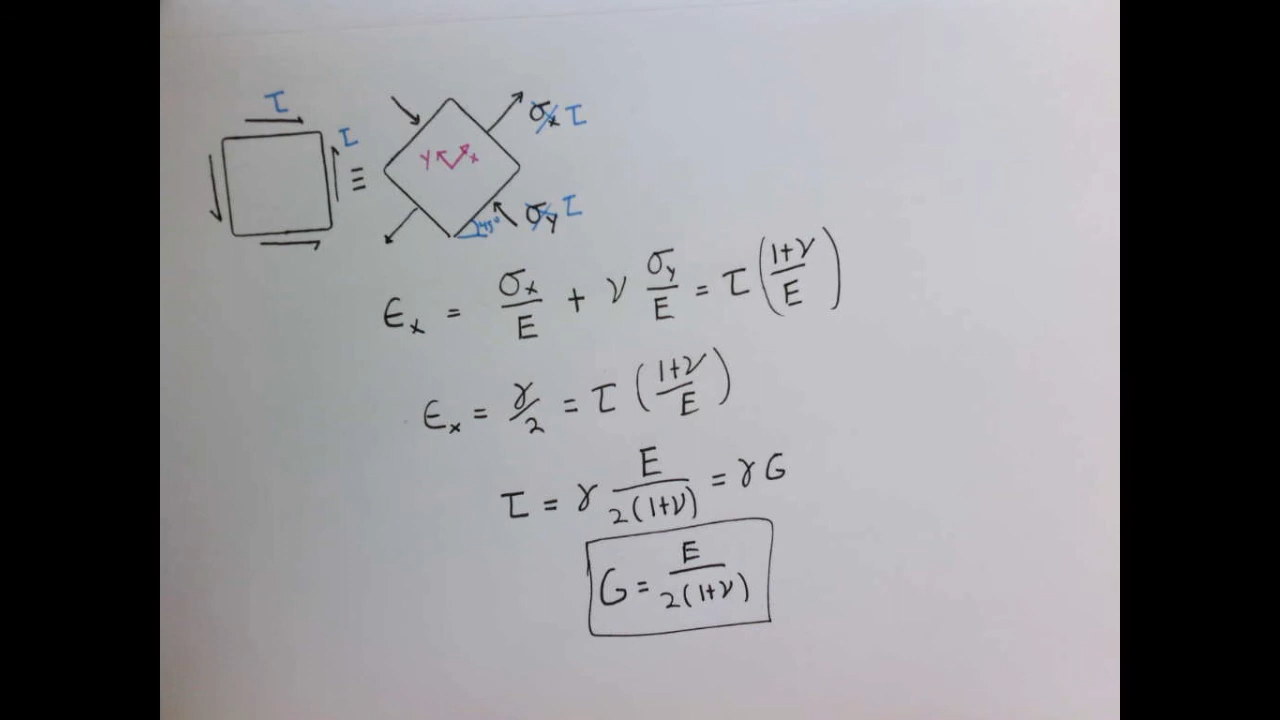 τ
τ
σx τ
y x
σy τ
45°
ϵx = σx/E + ν σy/E = τ((1+ν)/E)
ϵx = γ/2 = τ((1+ν)/E)
τ = γ E/(2(1+ν)) = γG
G = E/(2(1+ν))